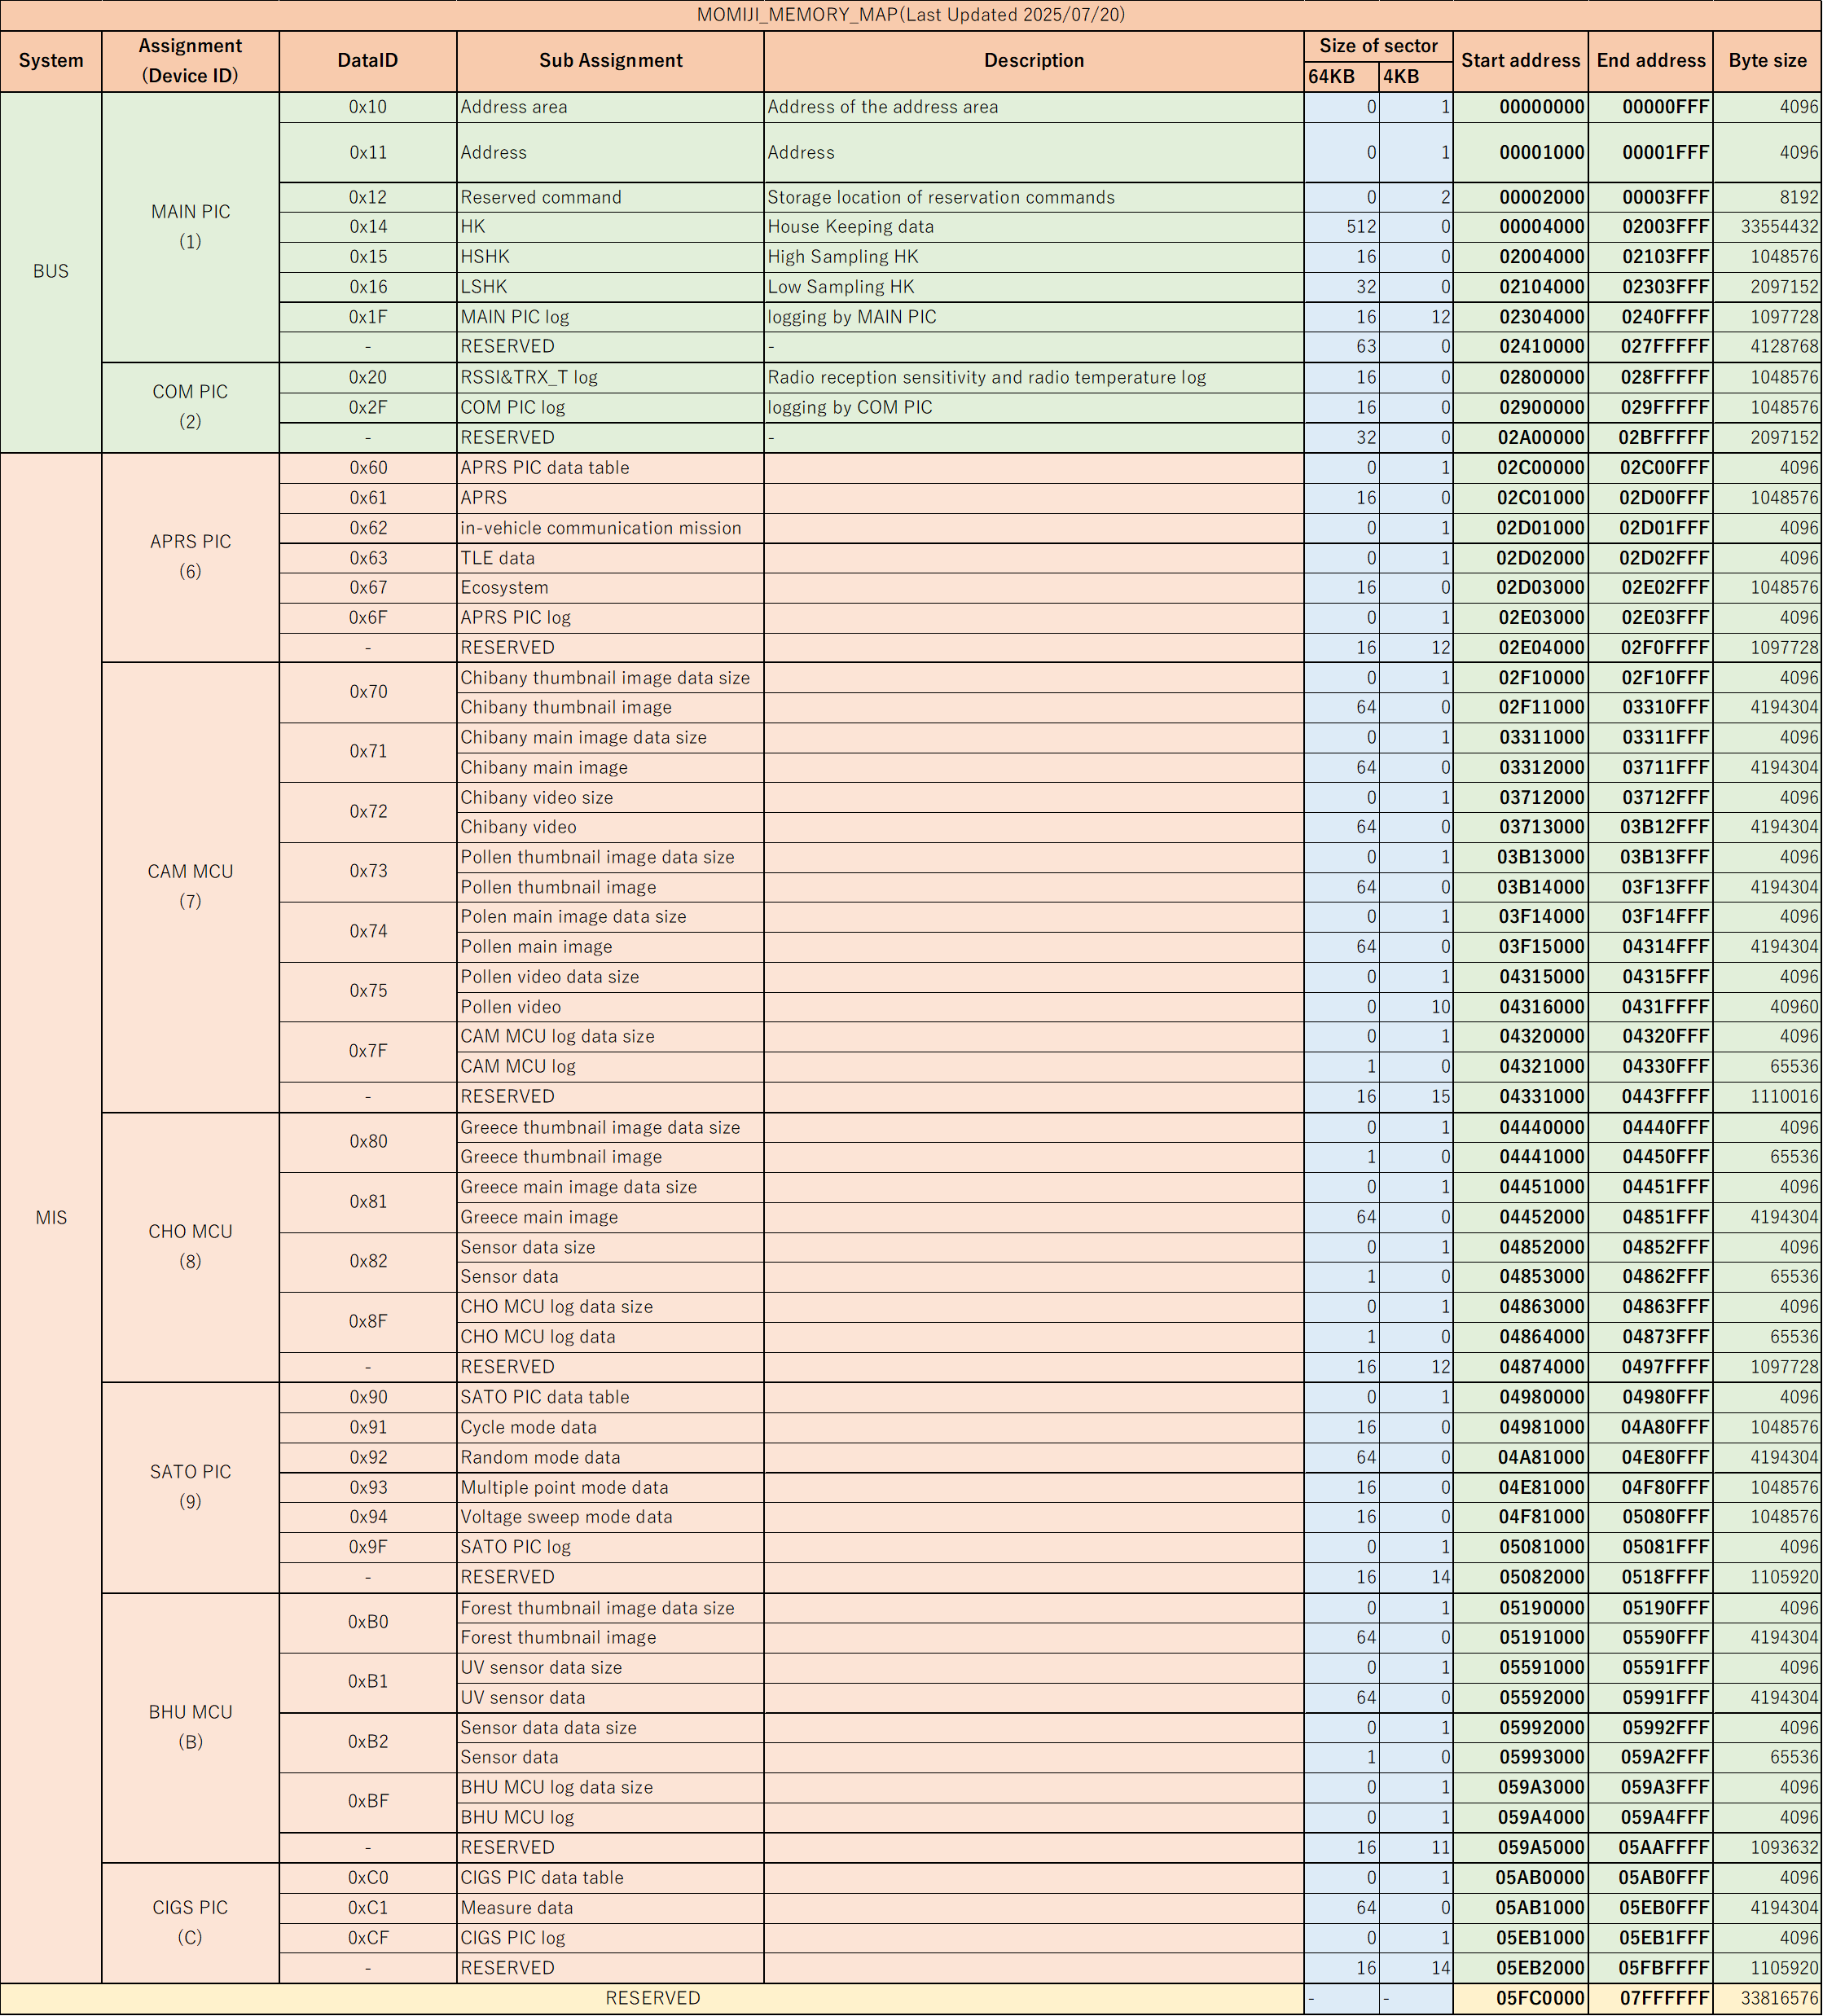 MOMIJI_MEMORY_MAP(Last Updated 2025/07/20)
System Assignment (Device ID) DataID Sub Assignment Description Size of sector 64KB 4KB Start address End address Byte size
BUS
MAIN PIC
(1)
0x10 Address area Address of the address area 0 1 00000000 00000FFF 4096
0x11 Address Address 0 1 00001000 00001FFF 4096
0x12 Reserved command Storage location of reservation commands 0 2 00002000 00003FFF 8192
0x14 HK House Keeping data 512 0 00004000 02003FFF 33554432
0x15 HSHK High Sampling HK 16 0 02004000 02103FFF 1048576
0x16 LSHK Low Sampling HK 32 0 02104000 02303FFF 2097152
0x1F MAIN PIC log logging by MAIN PIC 16 12 02304000 0240FFFF 1097728
- RESERVED - 63 0 02410000 027FFFFF 4128768
COM PIC
(2)
0x20 RSSI&TRX_T log Radio reception sensitivity and radio temperature log 16 0 02800000 028FFFFF 1048576
0x2F COM PIC log logging by COM PIC 16 0 02900000 029FFFFF 1048576
- RESERVED - 32 0 02A00000 02BFFFFF 2097152
MIS
APRS PIC
(6)
0x60 APRS PIC data table 0 1 02C00000 02C00FFF 4096
0x61 APRS 16 0 02C01000 02D00FFF 1048576
0x62 in-vehicle communication mission 0 1 02D01000 02D01FFF 4096
0x63 TLE data 0 1 02D02000 02D02FFF 4096
0x67 Ecosystem 16 0 02D03000 02E02FFF 1048576
0x6F APRS PIC log 0 1 02E03000 02E03FFF 4096
- RESERVED 16 12 02E04000 02F0FFFF 1097728
CAM MCU
(7)
0x70 Chibany thumbnail image data size 0 1 02F10000 02F10FFF 4096
Chibany thumbnail image 64 0 02F11000 03310FFF 4194304
0x71 Chibany main image data size 0 1 03311000 03311FFF 4096
Chibany main image 64 0 03312000 03711FFF 4194304
0x72 Chibany video size 0 1 03712000 03712FFF 4096
Chibany video 64 0 03713000 03B12FFF 4194304
0x73 Pollen thumbnail image data size 0 1 03B13000 03B13FFF 4096
Pollen thumbnail image 64 0 03B14000 03F13FFF 4194304
0x74 Polen main image data size 0 1 03F14000 03F14FFF 4096
Pollen main image 64 0 03F15000 04314FFF 4194304
0x75 Pollen video data size 0 1 04315000 04315FFF 4096
Pollen video 0 10 04316000 0431FFFF 40960
0x7F CAM MCU log data size 0 1 04320000 04320FFF 4096
CAM MCU log 1 0 04321000 04330FFF 65536
- RESERVED 16 15 04331000 0443FFFF 1110016
CHO MCU
(8)
0x80 Greece thumbnail image data size 0 1 04440000 04440FFF 4096
Greece thumbnail image 1 0 04441000 04450FFF 65536
0x81 Greece main image data size 0 1 04451000 04451FFF 4096
Greece main image 64 0 04452000 04851FFF 4194304
0x82 Sensor data size 0 1 04852000 04852FFF 4096
Sensor data 1 0 04853000 04862FFF 65536
0x8F CHO MCU log data size 0 1 04863000 04863FFF 4096
CHO MCU log data 1 0 04864000 04873FFF 65536
- RESERVED 16 12 04874000 0497FFFF 1097728
SATO PIC
(9)
0x90 SATO PIC data table 0 1 04980000 04980FFF 4096
0x91 Cycle mode data 16 0 04981000 04A80FFF 1048576
0x92 Random mode data 64 0 04A81000 04E80FFF 4194304
0x93 Multiple point mode data 16 0 04E81000 04F80FFF 1048576
0x94 Voltage sweep mode data 16 0 04F81000 05080FFF 1048576
0x9F SATO PIC log 0 1 05081000 05081FFF 4096
- RESERVED 16 14 05082000 0518FFFF 1105920
BHU MCU
(B)
0xB0 Forest thumbnail image data size 0 1 05190000 05190FFF 4096
Forest thumbnail image 64 0 05191000 05590FFF 4194304
0xB1 UV sensor data size 0 1 05591000 05591FFF 4096
UV sensor data 64 0 05592000 05991FFF 4194304
0xB2 Sensor data data size 0 1 05992000 05992FFF 4096
Sensor data 1 0 05993000 059A2FFF 65536
0xBF BHU MCU log data size 0 1 059A3000 059A3FFF 4096
BHU MCU log 0 1 059A4000 059A4FFF 4096
- RESERVED 16 11 059A5000 05AAFFFF 1093632
CIGS PIC
(C)
0xC0 CIGS PIC data table 0 1 05AB0000 05AB0FFF 4096
0xC1 Measure data 64 0 05AB1000 05EB0FFF 4194304
0xCF CIGS PIC log 0 1 05EB1000 05EB1FFF 4096
- RESERVED 16 14 05EB2000 05FBFFFF 1105920
RESERVED - - 05FC0000 07FFFFFF 33816576